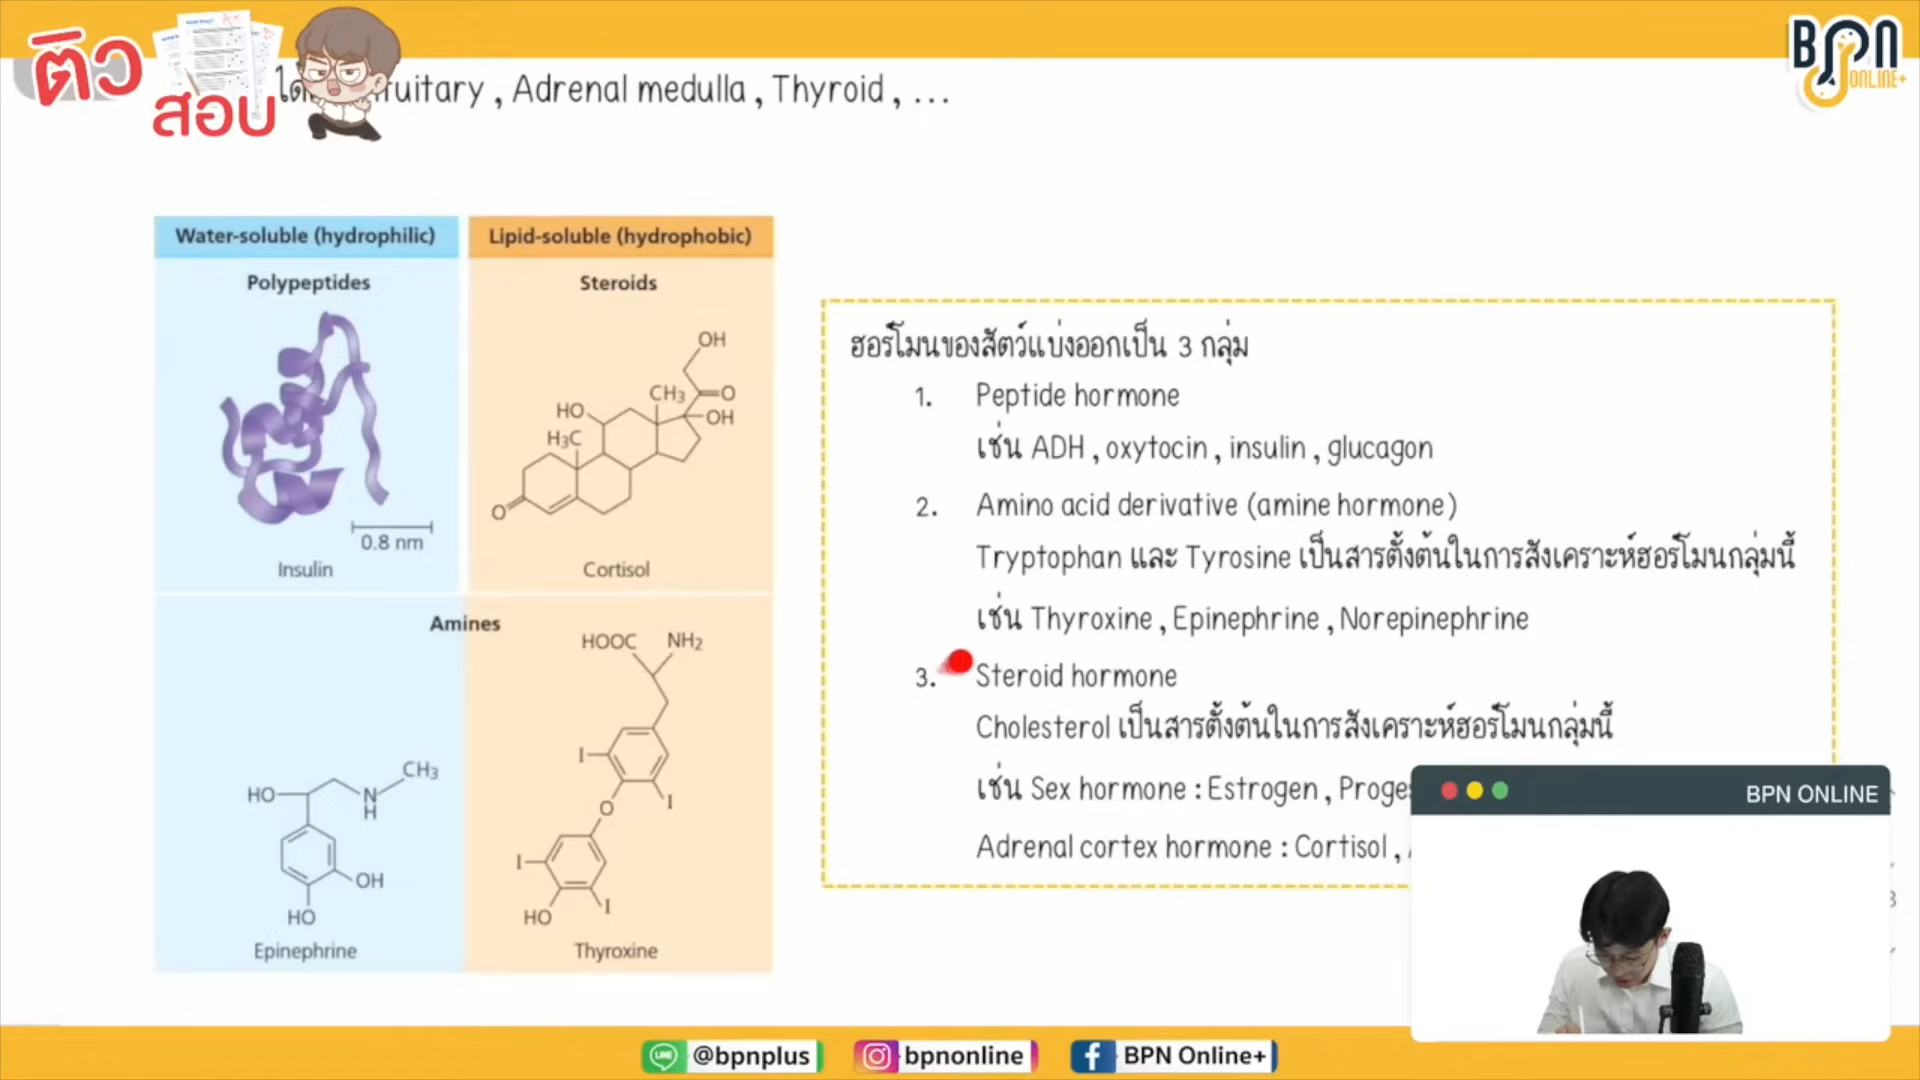 ติว
สอบ
BPN
ONLINE+
ituitary , Adrenal medulla , Thyroid , ...
Water-soluble (hydrophilic)
Lipid-soluble (hydrophobic)
Polypeptides
Steroids
0.8 nm
Insulin
OH
CH3
O
HO
OH
H3C
O
Cortisol
Amines
HO
CH3
N
H
OH
HO
Epinephrine
HOOC
NH2
I
I
O
I
I
HO
Thyroxine
ฮอร์โมนของสัตว์แบ่งออกเป็น 3 กลุ่ม
1. Peptide hormone
เช่น ADH , oxytocin , insulin , glucagon
2. Amino acid derivative (amine hormone)
Tryptophan และ Tyrosine เป็นสารตั้งต้นในการสังเคราะห์ฮอร์โมนกลุ่มนี้
เช่น Thyroxine , Epinephrine , Norepinephrine
3. Steroid hormone
Cholesterol เป็นสารตั้งต้นในการสังเคราะห์ฮอร์โมนกลุ่มนี้
เช่น Sex hormone : Estrogen , Proges
Adrenal cortex hormone : Cortisol ,
BPN ONLINE
LINE @bpnplus
bpnonline
BPN Online+